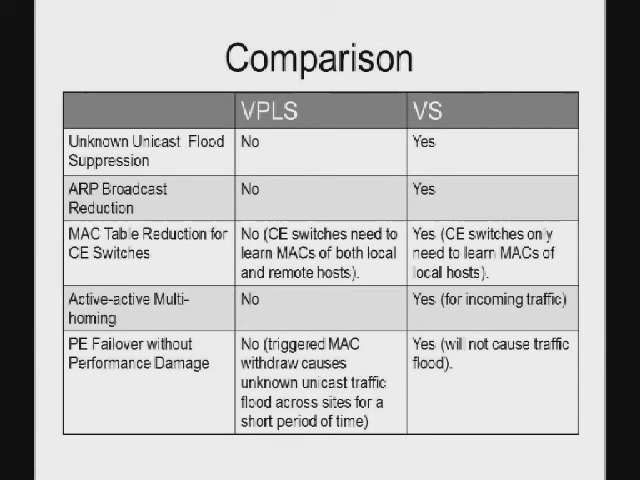 Comparison
VPLS VS
Unknown Unicast Flood Suppression No Yes
ARP Broadcast Reduction No Yes
MAC Table Reduction for CE Switches No (CE switches need to learn MACs of both local and remote hosts). Yes (CE switches only need to learn MACs of local hosts).
Active-active Multi-homing No Yes (for incoming traffic)
PE Failover without Performance Damage No (triggered MAC withdraw causes unknown unicast traffic flood across sites for a short period of time) Yes (will not cause traffic flood).